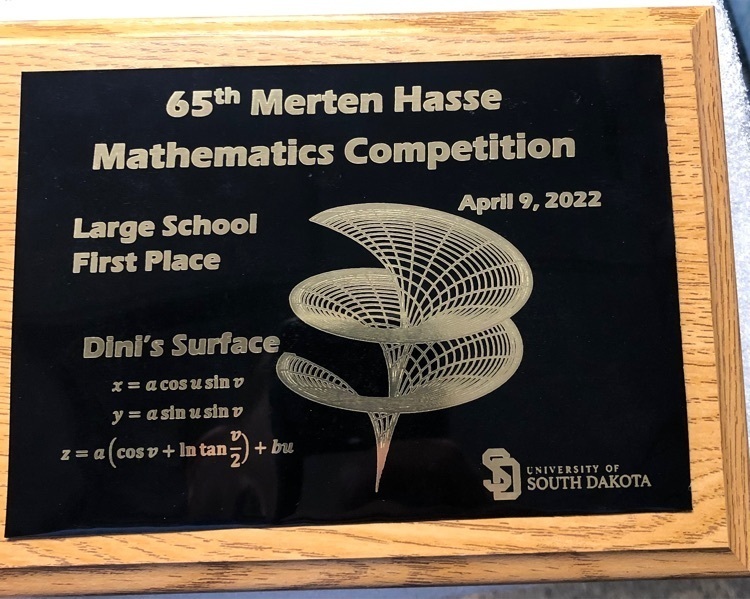 65th Merten Hasse
Mathematics Competition
April 9, 2022
Large School
First Place
Dini's Surface
x = a cos u sin v
y = a sin u sin v
z = a(cos v + ln tan v/2) + bu
SD
UNIVERSITY OF
SOUTH DAKOTA